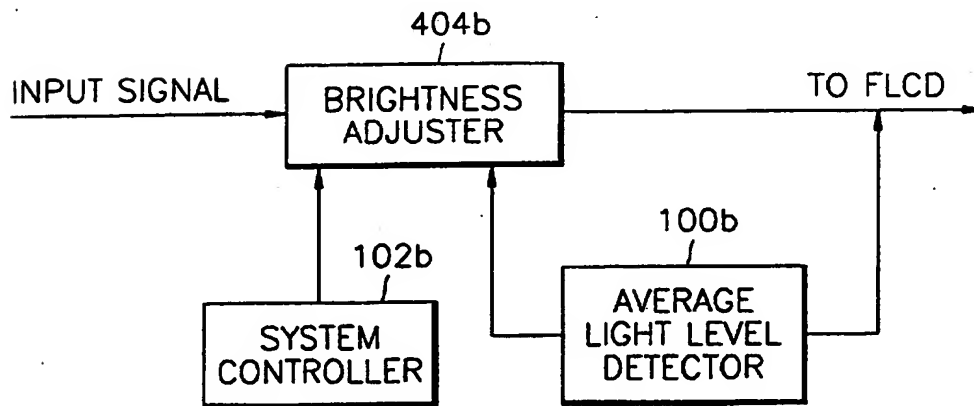 404b
INPUT SIGNAL
BRIGHTNESS
ADJUSTER
TO FLCD
102b
SYSTEM
CONTROLLER
100b
AVERAGE
LIGHT LEVEL
DETECTOR